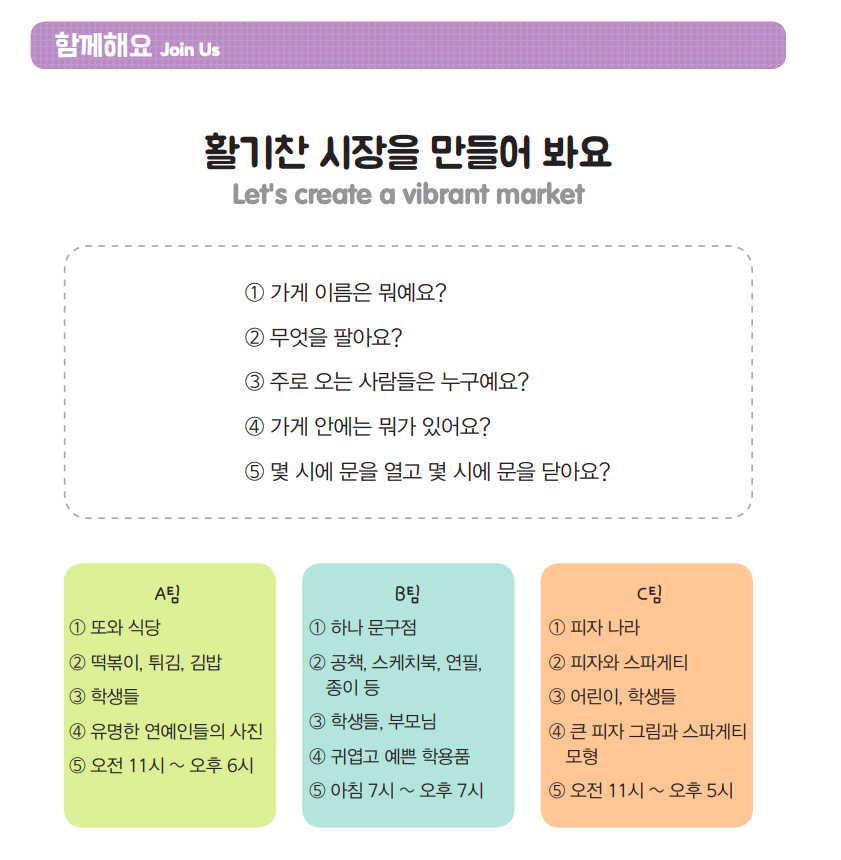 함께해요 Join Us
활기찬 시장을 만들어 봐요
Let's create a vibrant market
① 가게 이름은 뭐예요?
② 무엇을 팔아요?
③ 주로 오는 사람들은 누구예요?
④ 가게 안에는 뭐가 있어요?
⑤ 몇 시에 문을 열고 몇 시에 문을 닫아요?
A팀
① 또와 식당
② 떡볶이, 튀김, 김밥
③ 학생들
④ 유명한 연예인들의 사진
⑤ 오전 11시 ~ 오후 6시
B팀
① 하나 문구점
② 공책, 스케치북, 연필,
종이 등
③ 학생들, 부모님
④ 귀엽고 예쁜 학용품
⑤ 아침 7시 ~ 오후 7시
C팀
① 피자 나라
② 피자와 스파게티
③ 어린이, 학생들
④ 큰 피자 그림과 스파게티
모형
⑤ 오전 11시 ~ 오후 5시